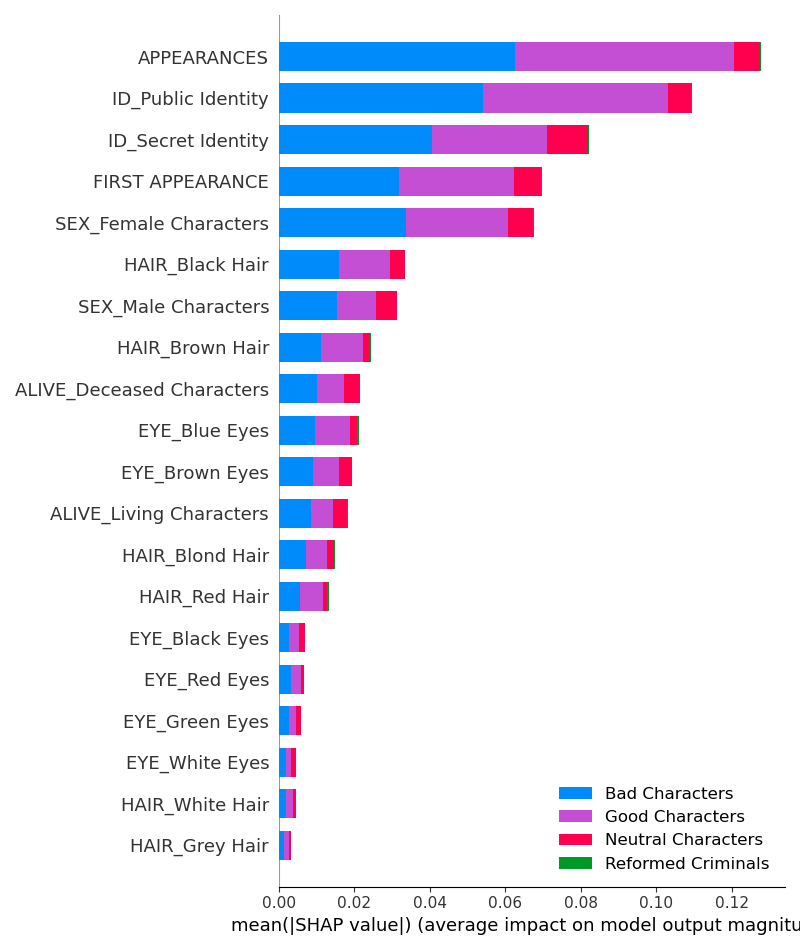 APPEARANCES
ID_Public Identity
ID_Secret Identity
FIRST APPEARANCE
SEX_Female Characters
HAIR_Black Hair
SEX_Male Characters
HAIR_Brown Hair
ALIVE_Deceased Characters
EYE_Blue Eyes
EYE_Brown Eyes
ALIVE_Living Characters
HAIR_Blond Hair
HAIR_Red Hair
EYE_Black Eyes
EYE_Red Eyes
EYE_Green Eyes
EYE_White Eyes
HAIR_White Hair
HAIR_Grey Hair
Bad Characters
Good Characters
Neutral Characters
Reformed Criminals
0.00 0.02 0.04 0.06 0.08 0.10 0.12
mean(|SHAP value|) (average impact on model output magnitu